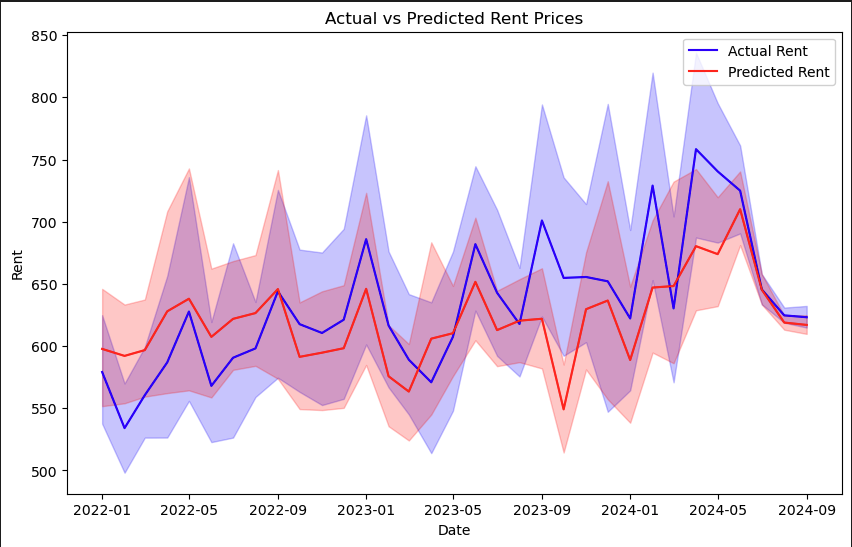 Actual vs Predicted Rent Prices
Actual Rent
Predicted Rent
850
800
750
700
650
600
550
500
Rent
2022-01 2022-05 2022-09 2023-01 2023-05 2023-09 2024-01 2024-05 2024-09
Date